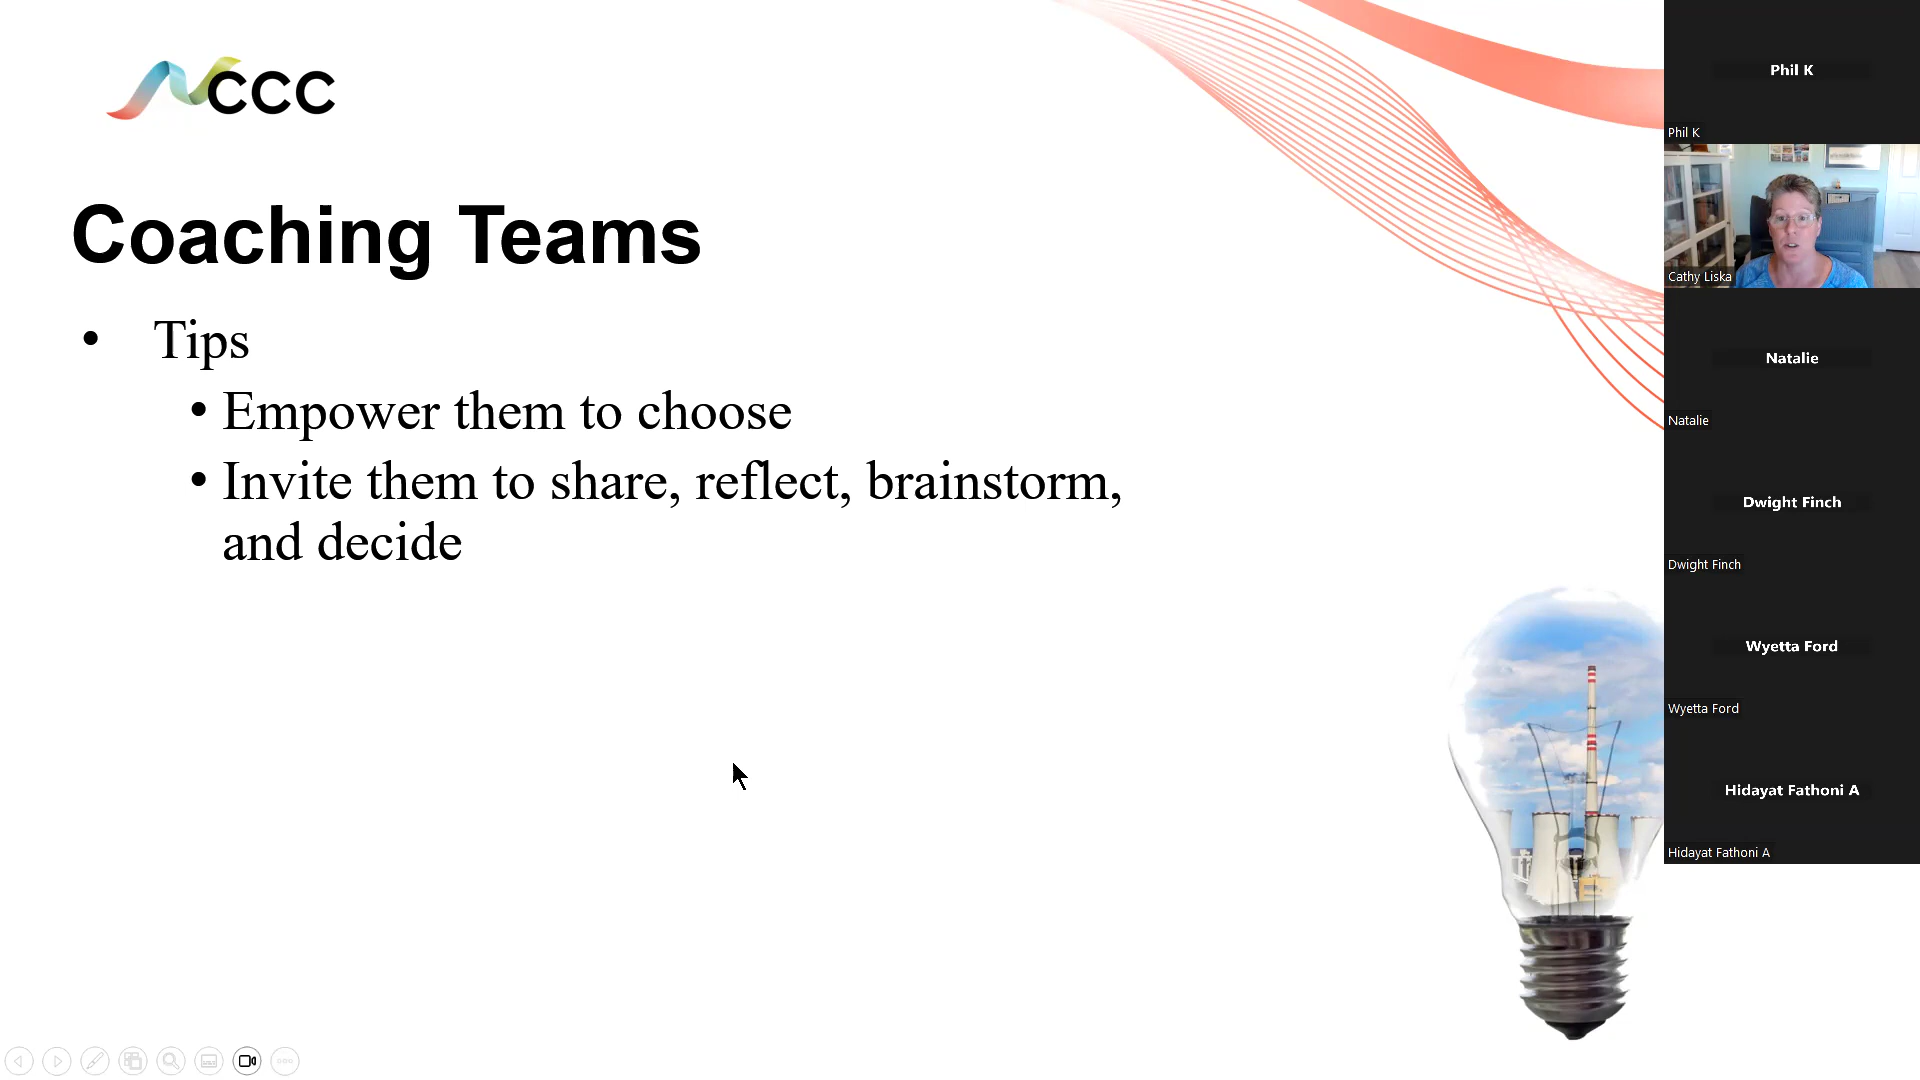 CCC
Coaching Teams
• Tips
• Empower them to choose
• Invite them to share, reflect, brainstorm,
and decide
Phil K
Phil K
Cathy Liska
Natalie
Natalie
Dwight Finch
Dwight Finch
Wyetta Ford
Wyetta Ford
Hidayat Fathoni A
Hidayat Fathoni A